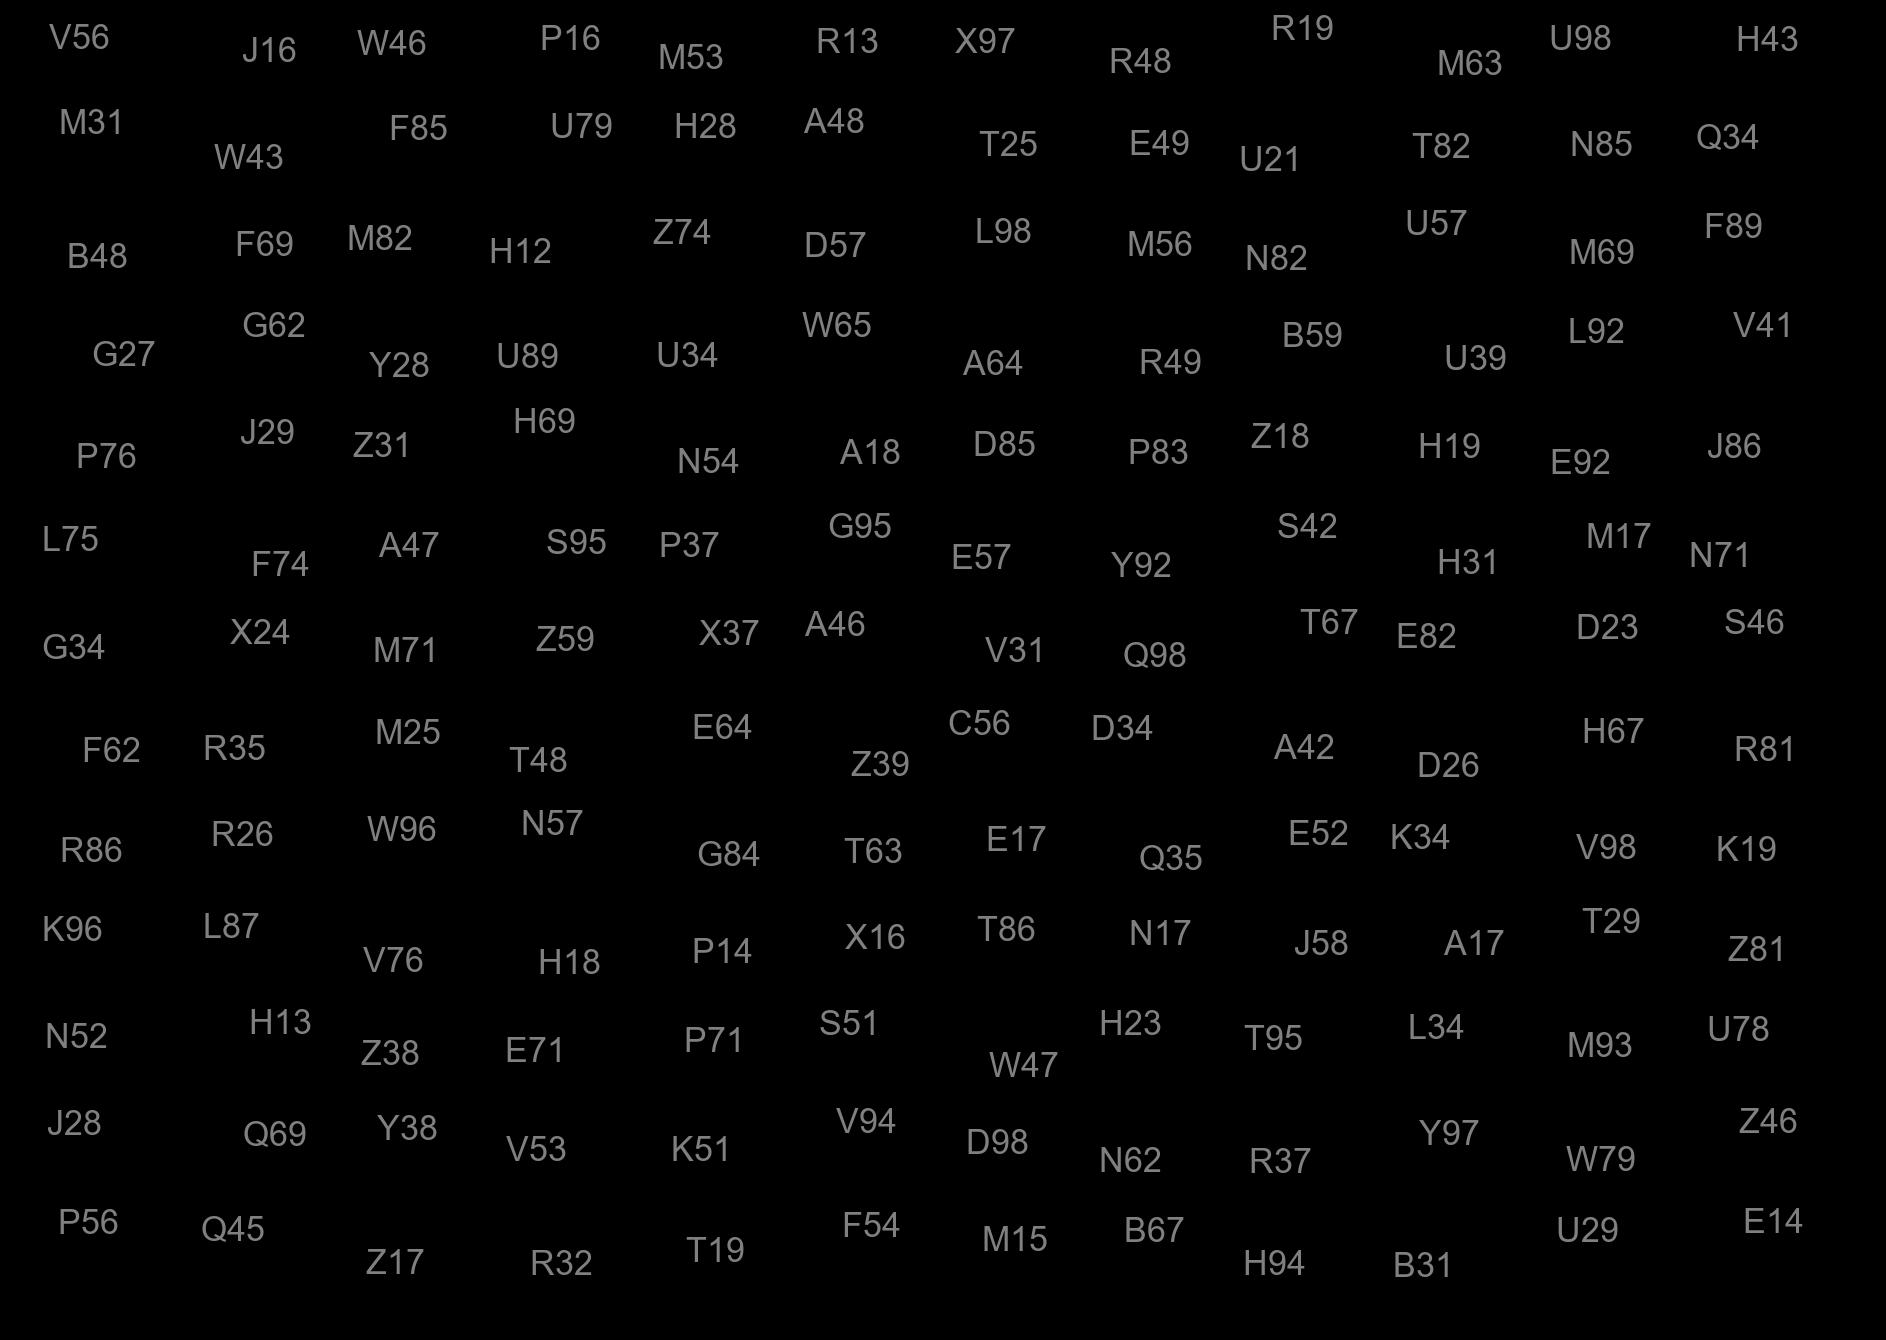 V56 J16 W46 P16 M53 R13 X97 R48 R19 M63 U98 H43
M31 W43 F85 U79 H28 A48 T25 E49 U21 T82 N85 Q34
B48 F69 M82 H12 Z74 D57 L98 M56 N82 U57 M69 F89
G27 G62 Y28 U89 U34 W65 A64 R49 B59 U39 L92 V41
P76 J29 Z31 H69 N54 A18 D85 P83 Z18 H19 E92 J86
L75 F74 A47 S95 P37 G95 E57 Y92 S42 H31 M17 N71
G34 X24 M71 Z59 X37 A46 V31 Q98 T67 E82 D23 S46
F62 R35 M25 T48 E64 Z39 C56 D34 A42 D26 H67 R81
R86 R26 W96 N57 G84 T63 E17 Q35 E52 K34 V98 K19
K96 L87 V76 H18 P14 X16 T86 N17 J58 A17 T29 Z81
N52 H13 Z38 E71 P71 S51 W47 H23 T95 L34 M93 U78
J28 Q69 Y38 V53 K51 V94 D98 N62 R37 Y97 W79 Z46
P56 Q45 Z17 R32 T19 F54 M15 B67 H94 B31 U29 E14